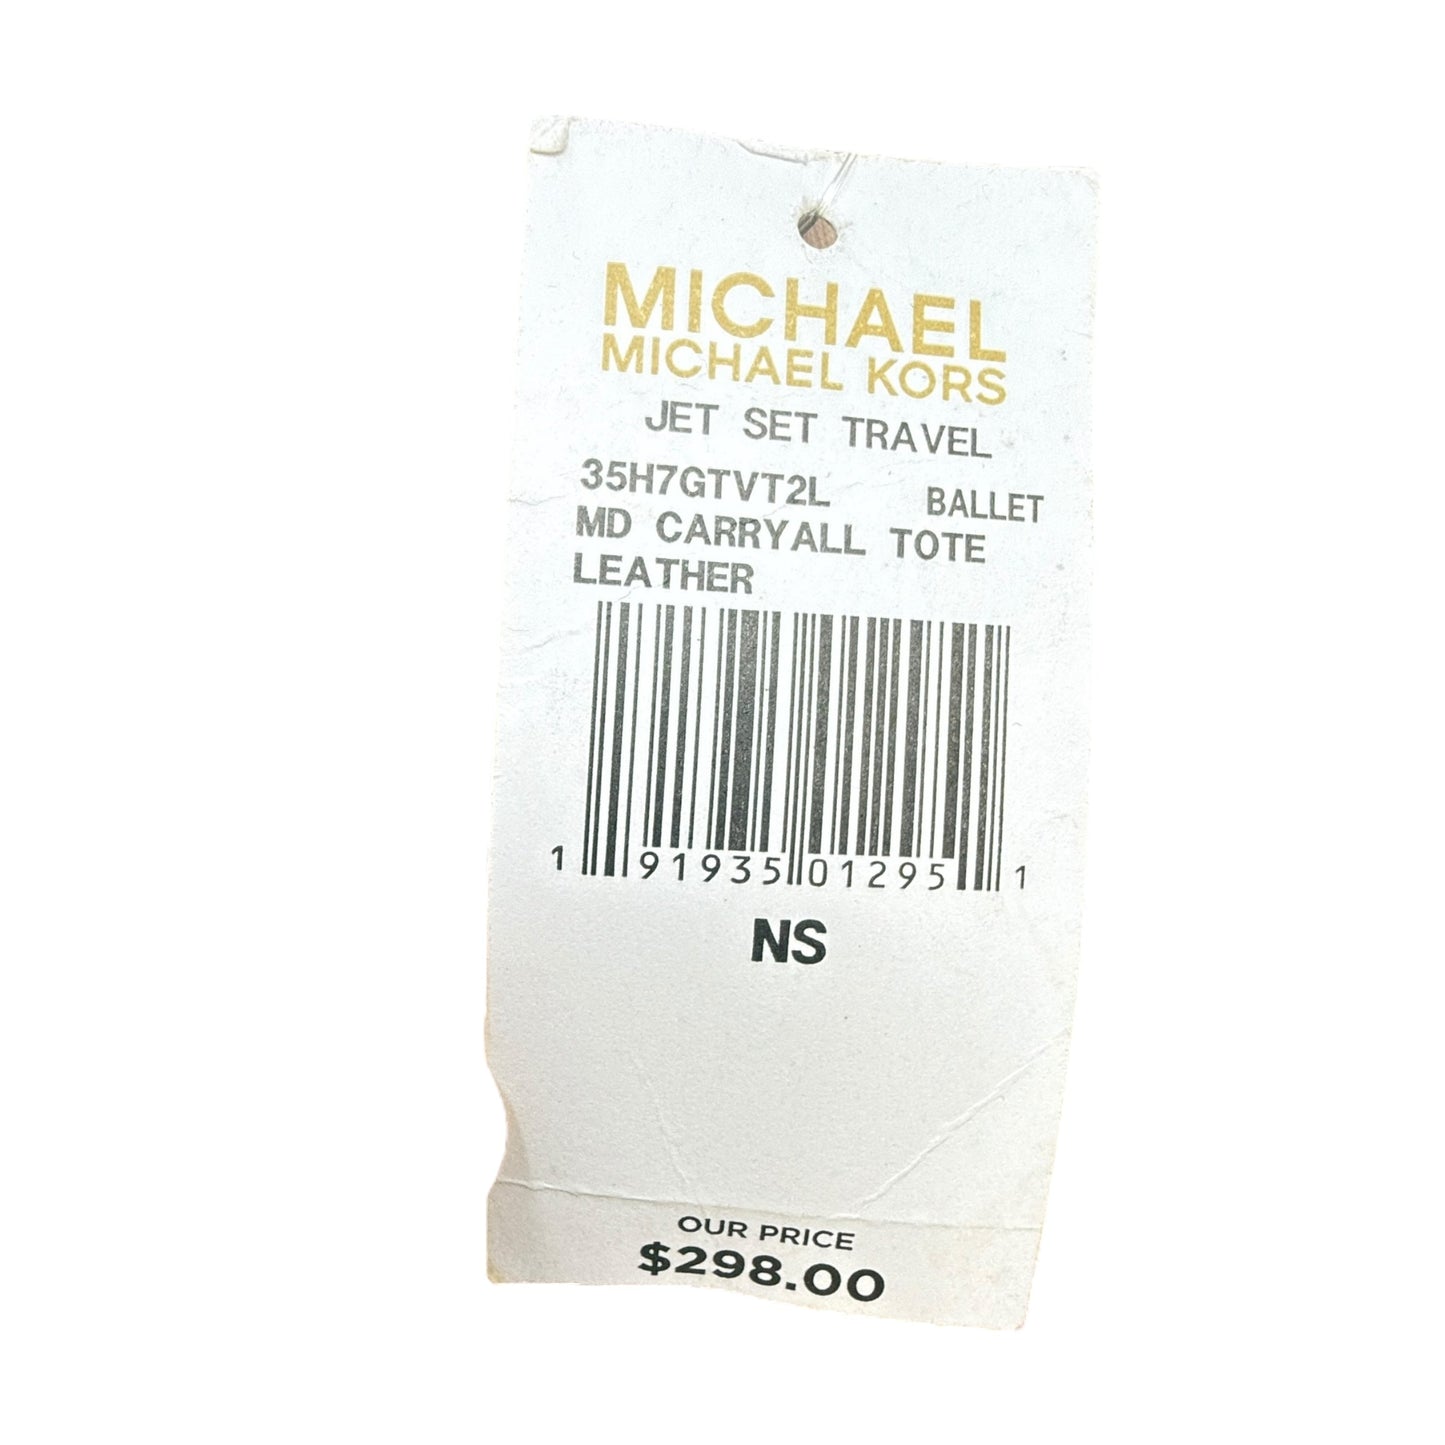 MICHAEL
MICHAEL KORS
JET SET TRAVEL
35H7GTVT2L BALLET
MD CARRYALL TOTE
LEATHER
1 91935 01295 1
NS
OUR PRICE
$298.00